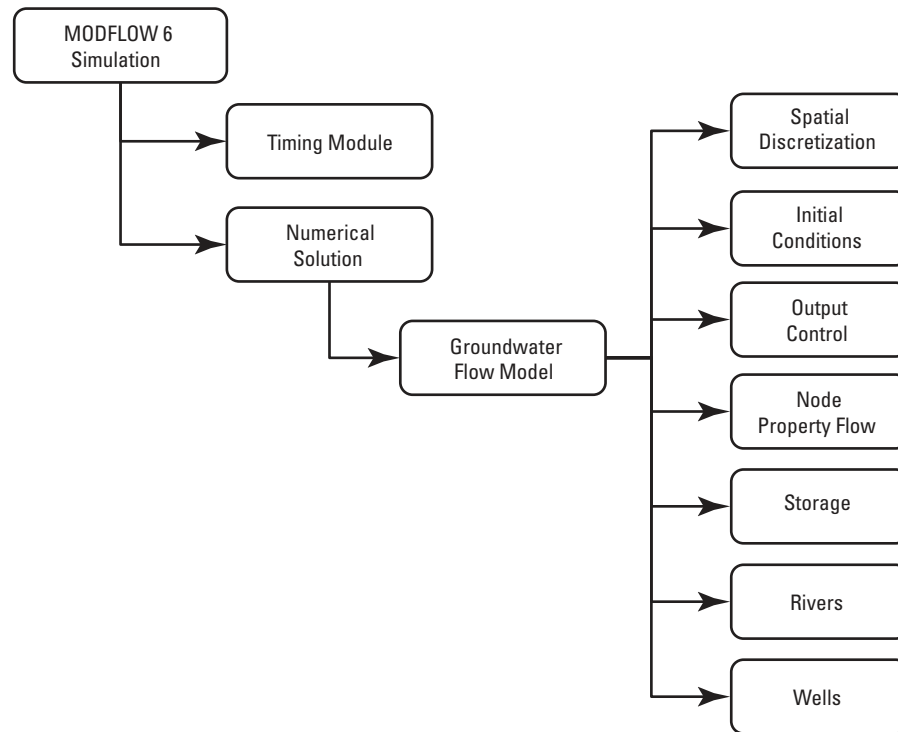 MODFLOW 6
Simulation
Timing Module
Numerical
Solution
Groundwater
Flow Model
Spatial
Discretization
Initial
Conditions
Output
Control
Node
Property Flow
Storage
Rivers
Wells